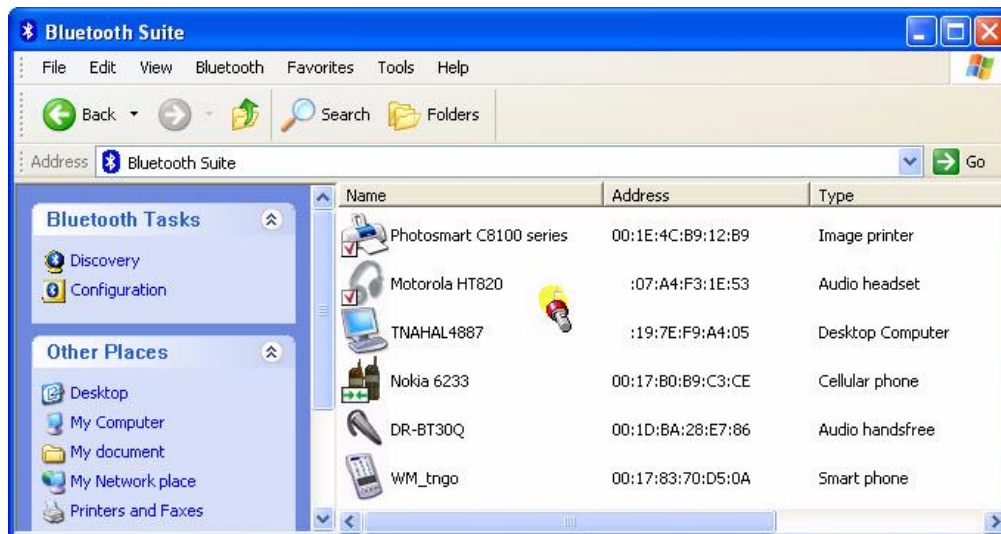 Bluetooth Suite
File Edit View Bluetooth Favorites Tools Help
Back Search Folders
Address Bluetooth Suite Go
Bluetooth Tasks
Discovery
Configuration
Other Places
Desktop
My Computer
My document
My Network place
Printers and Faxes
Name Address Type
Photosmart C8100 series 00:1E:4C:B9:12:B9 Image printer
Motorola HT820 :07:A4:F3:1E:53 Audio headset
TNAHAL4887 :19:7E:F9:A4:05 Desktop Computer
Nokia 6233 00:17:B0:B9:C3:CE Cellular phone
DR-BT30Q 00:1D:BA:28:E7:86 Audio handsfree
WM_tngo 00:17:83:70:D5:0A Smart phone